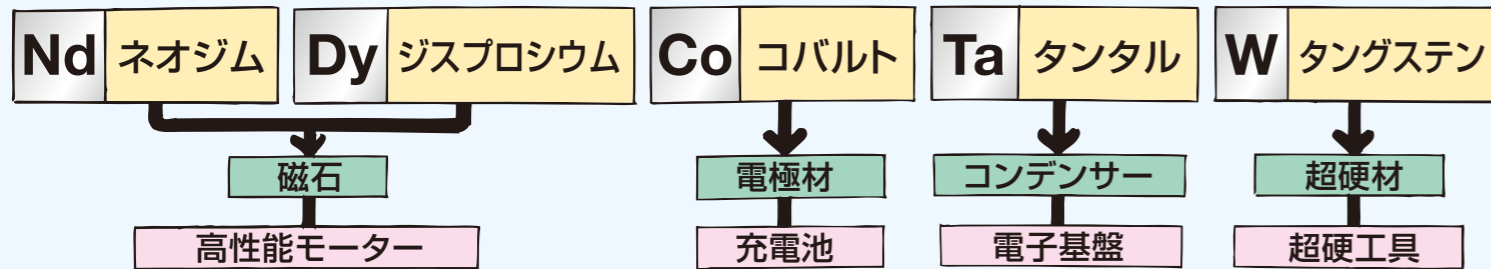 Nd ネオジム Dy ジスプロシウム Co コバルト Ta タンタル W タングステン
磁石 電極材 コンデンサー 超硬材
高性能モーター 充電池 電子基盤 超硬工具